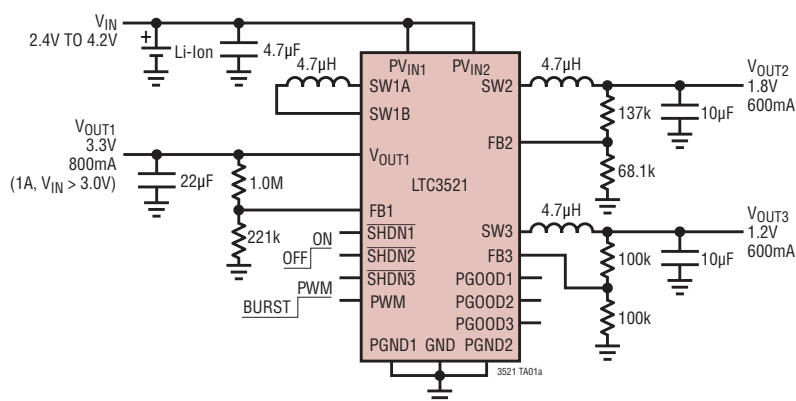 VIN
2.4V TO 4.2V
+
Li-Ion
4.7µF
4.7µH
PVIN1
PVIN2
SW1A
SW1B
SW2
4.7µH
VOUT2
1.8V
600mA
137k
10µF
FB2
68.1k
VOUT1
3.3V
800mA
(1A, VIN > 3.0V)
22µF
1.0M
VOUT1
LTC3521
FB1
221k
SW3
4.7µH
VOUT3
1.2V
600mA
FB3
100k
10µF
100k
ON
OFF
SHDN1
SHDN2
SHDN3
PWM
BURST
PWM
PGOOD1
PGOOD2
PGOOD3
PGND1 GND PGND2
3521 TA01a